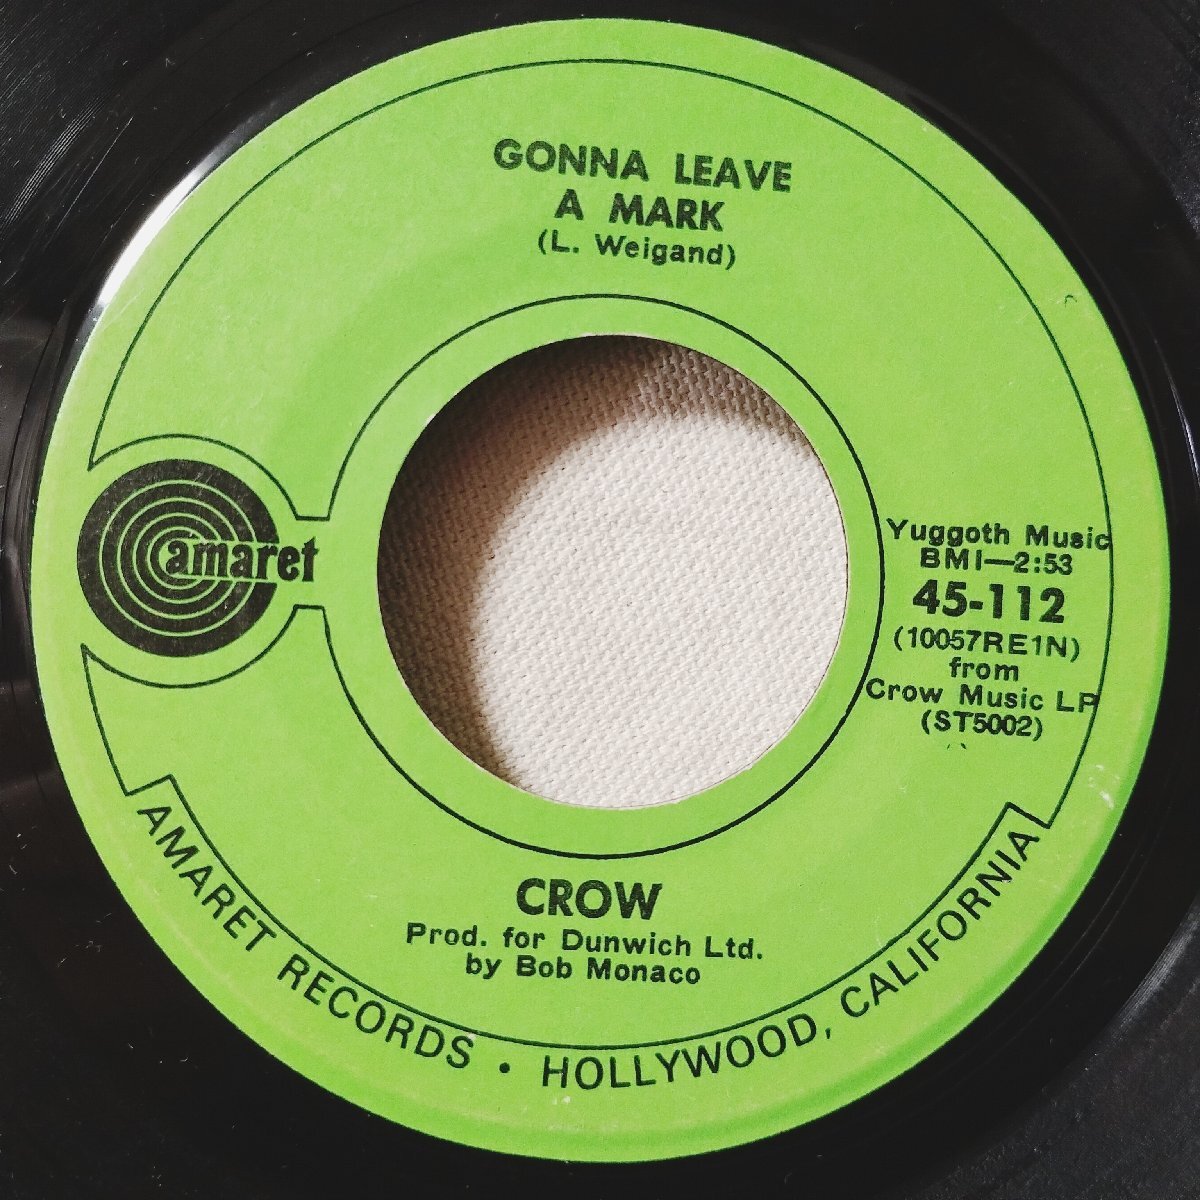 GONNA LEAVE
A MARK
(L. Weigand)
amaret
Yuggoth Music
BMI—2:53
45-112
(10057RE1N)
from
Crow Music LP
(ST5002)
CROW
Prod. for Dunwich Ltd.
by Bob Monaco
AMARET RECORDS • HOLLYWOOD, CALIFORNIA